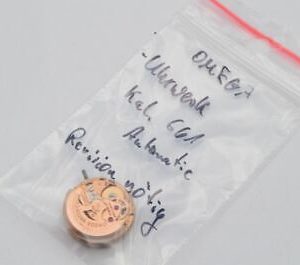 OMEGA
-Uhrwerk
Kal. 661
Automatic
Revision nötig